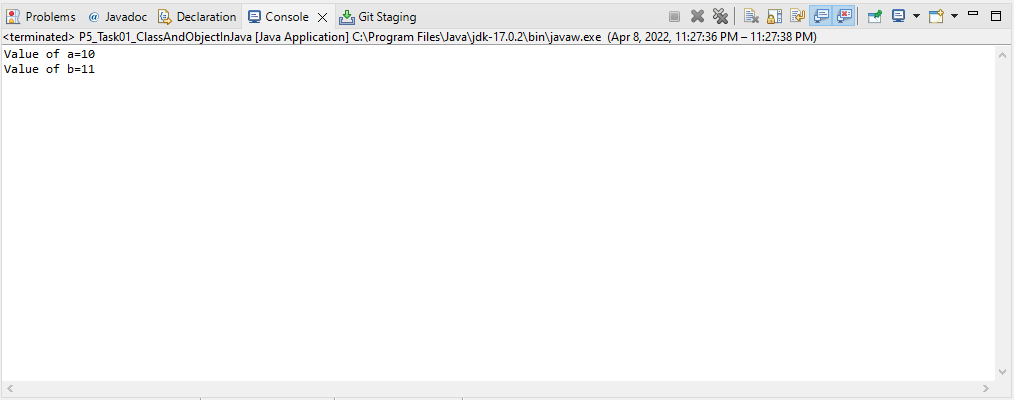 Problems @ Javadoc Declaration Console Git Staging
<terminated> P5_Task01_ClassAndObjectInJava [Java Application] C:\Program Files\Java\jdk-17.0.2\bin\javaw.exe (Apr 8, 2022, 11:27:36 PM – 11:27:38 PM)
Value of a=10
Value of b=11